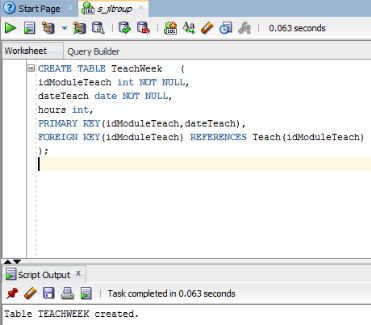 Start Page
s_jitroup
0.063 seconds
Worksheet Query Builder
CREATE TABLE TeachWeek (
idModuleTeach int NOT NULL,
dateTeach date NOT NULL,
hours int,
PRIMARY KEY(idModuleTeach,dateTeach),
FOREIGN KEY(idModuleTeach) REFERENCES Teach(idModuleTeach)
);
Script Output
Task completed in 0.063 seconds
Table TEACHWEEK created.